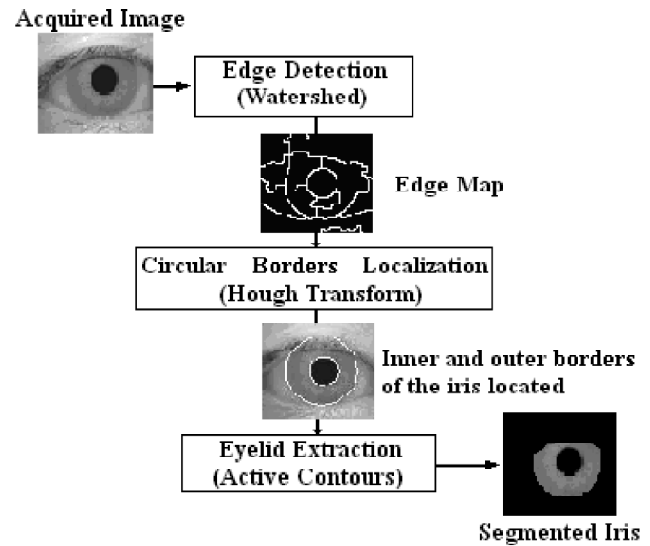 Acquired Image
Edge Detection
(Watershed)
Edge Map
Circular Borders Localization
(Hough Transform)
Inner and outer borders
of the iris located
Eyelid Extraction
(Active Contours)
Segmented Iris